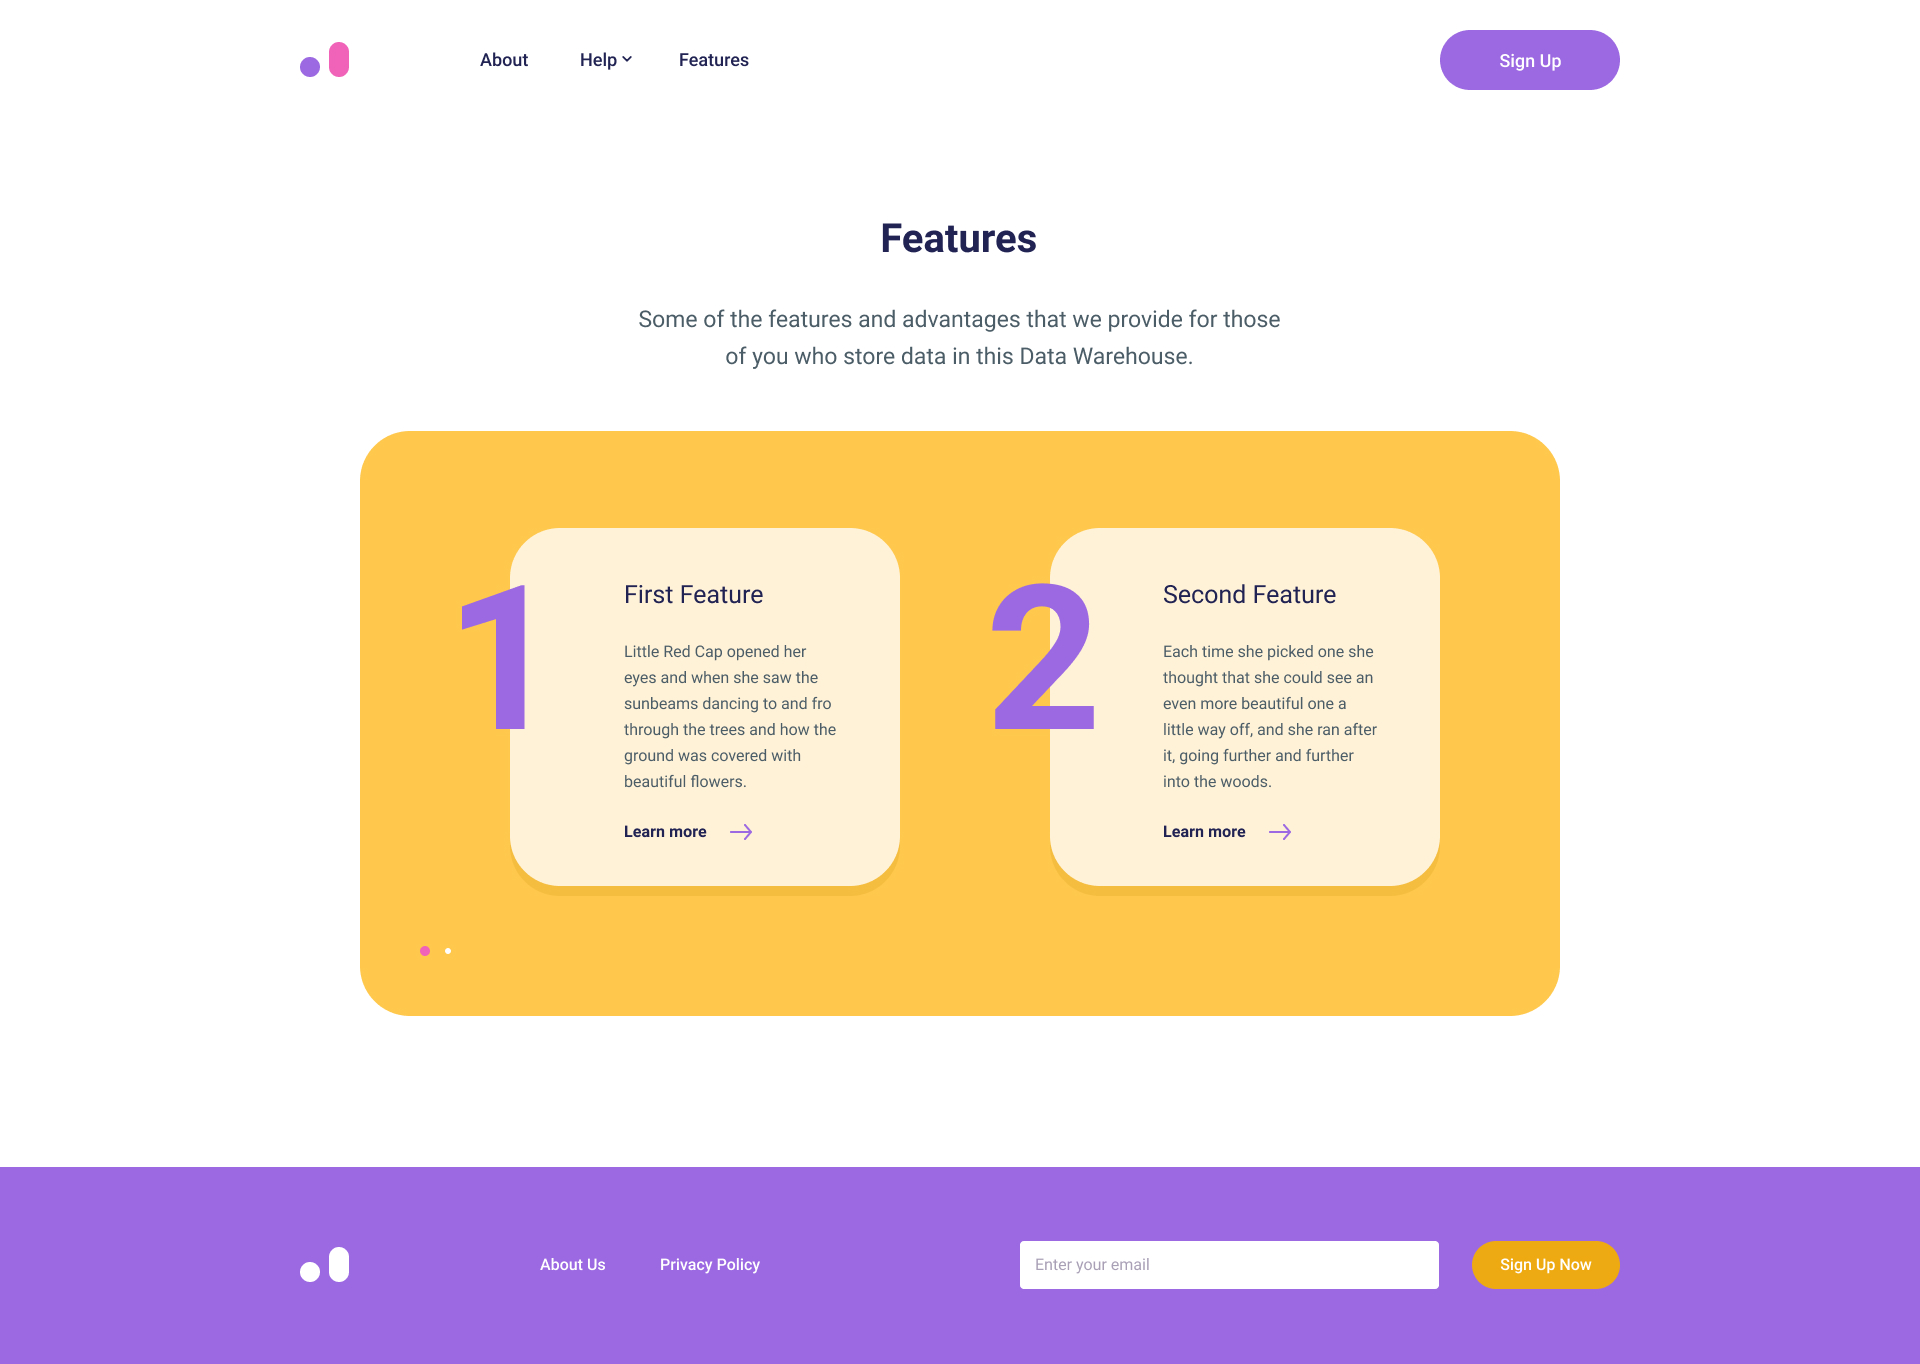 About
Help
Features
Sign Up
Features
Some of the features and advantages that we provide for those
of you who store data in this Data Warehouse.
1
First Feature
Little Red Cap opened her
eyes and when she saw the
sunbeams dancing to and fro
through the trees and how the
ground was covered with
beautiful flowers.
Learn more
2
Second Feature
Each time she picked one she
thought that she could see an
even more beautiful one a
little way off, and she ran after
it, going further and further
into the woods.
Learn more
About Us
Privacy Policy
Enter your email
Sign Up Now